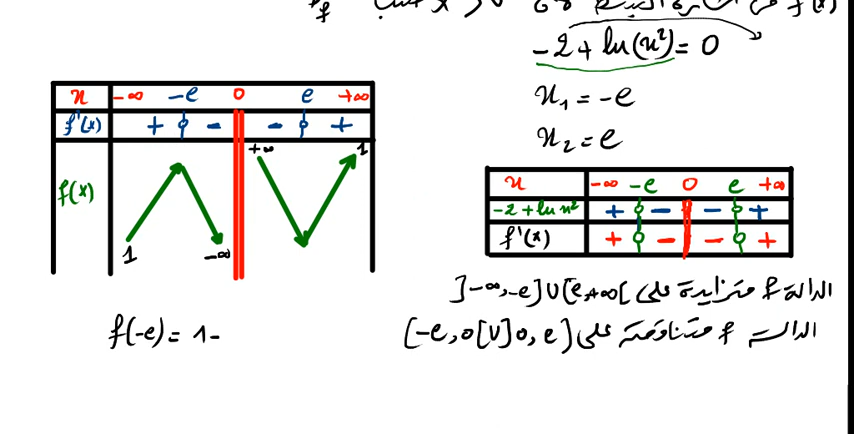 f(x)
-2 + ln(x²) = 0
x₁ = -e
x₂ = e
x -∞ -e 0 e +∞
f'(x) + 0 - - 0 +
f(x) 1 -∞ +∞ 1
x -∞ -e 0 e +∞
-2 + ln x² + 0 - - 0 +
f'(x) + 0 - - 0 +
الدالة f متزايدة على ]-∞, -e] U [e, +∞[
الدالة f متناقصة على [-e, 0[ U ]0, e]
f(-e) = 1-